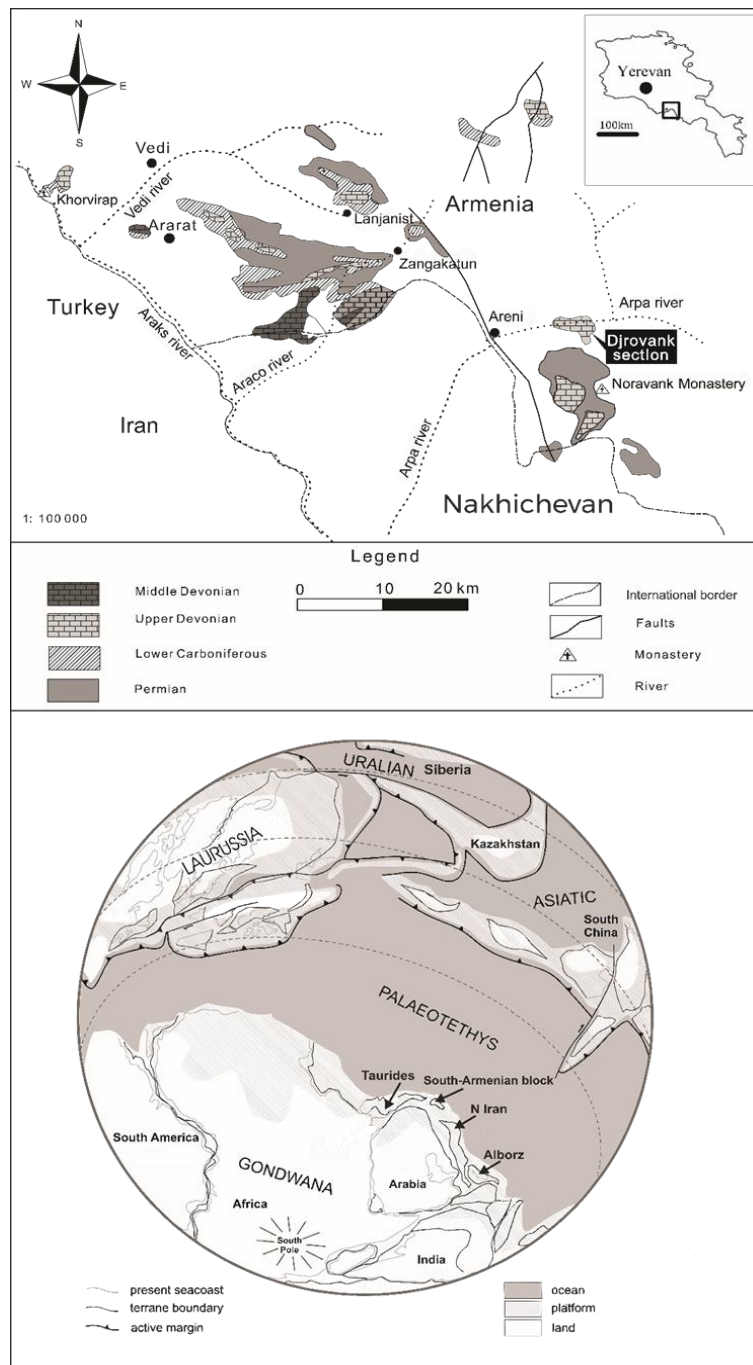 N
W
E
S
Yerevan
100km
Vedi
Khorvirap
Vedi river
Ararat
Lanjanist
Armenia
Zangakatun
Turkey
Araks river
Araco river
Areni
Arpa river
Djrovank
section
Noravank Monastery
Iran
Arpa river
Nakhichevan
1: 100 000
Legend
Middle Devonian
Upper Devonian
Lower Carboniferous
Permian
0
10
20 km
International border
Faults
Monastery
River
URALIAN
Siberia
LAURUSSIA
Kazakhstan
ASIATIC
South
China
PALAEOTETHYS
Taurides
South-Armenian block
N Iran
South America
Alborz
GONDWANA
Arabia
Africa
South
Pole
India
present seacoast
terrane boundary
active margin
ocean
platform
land